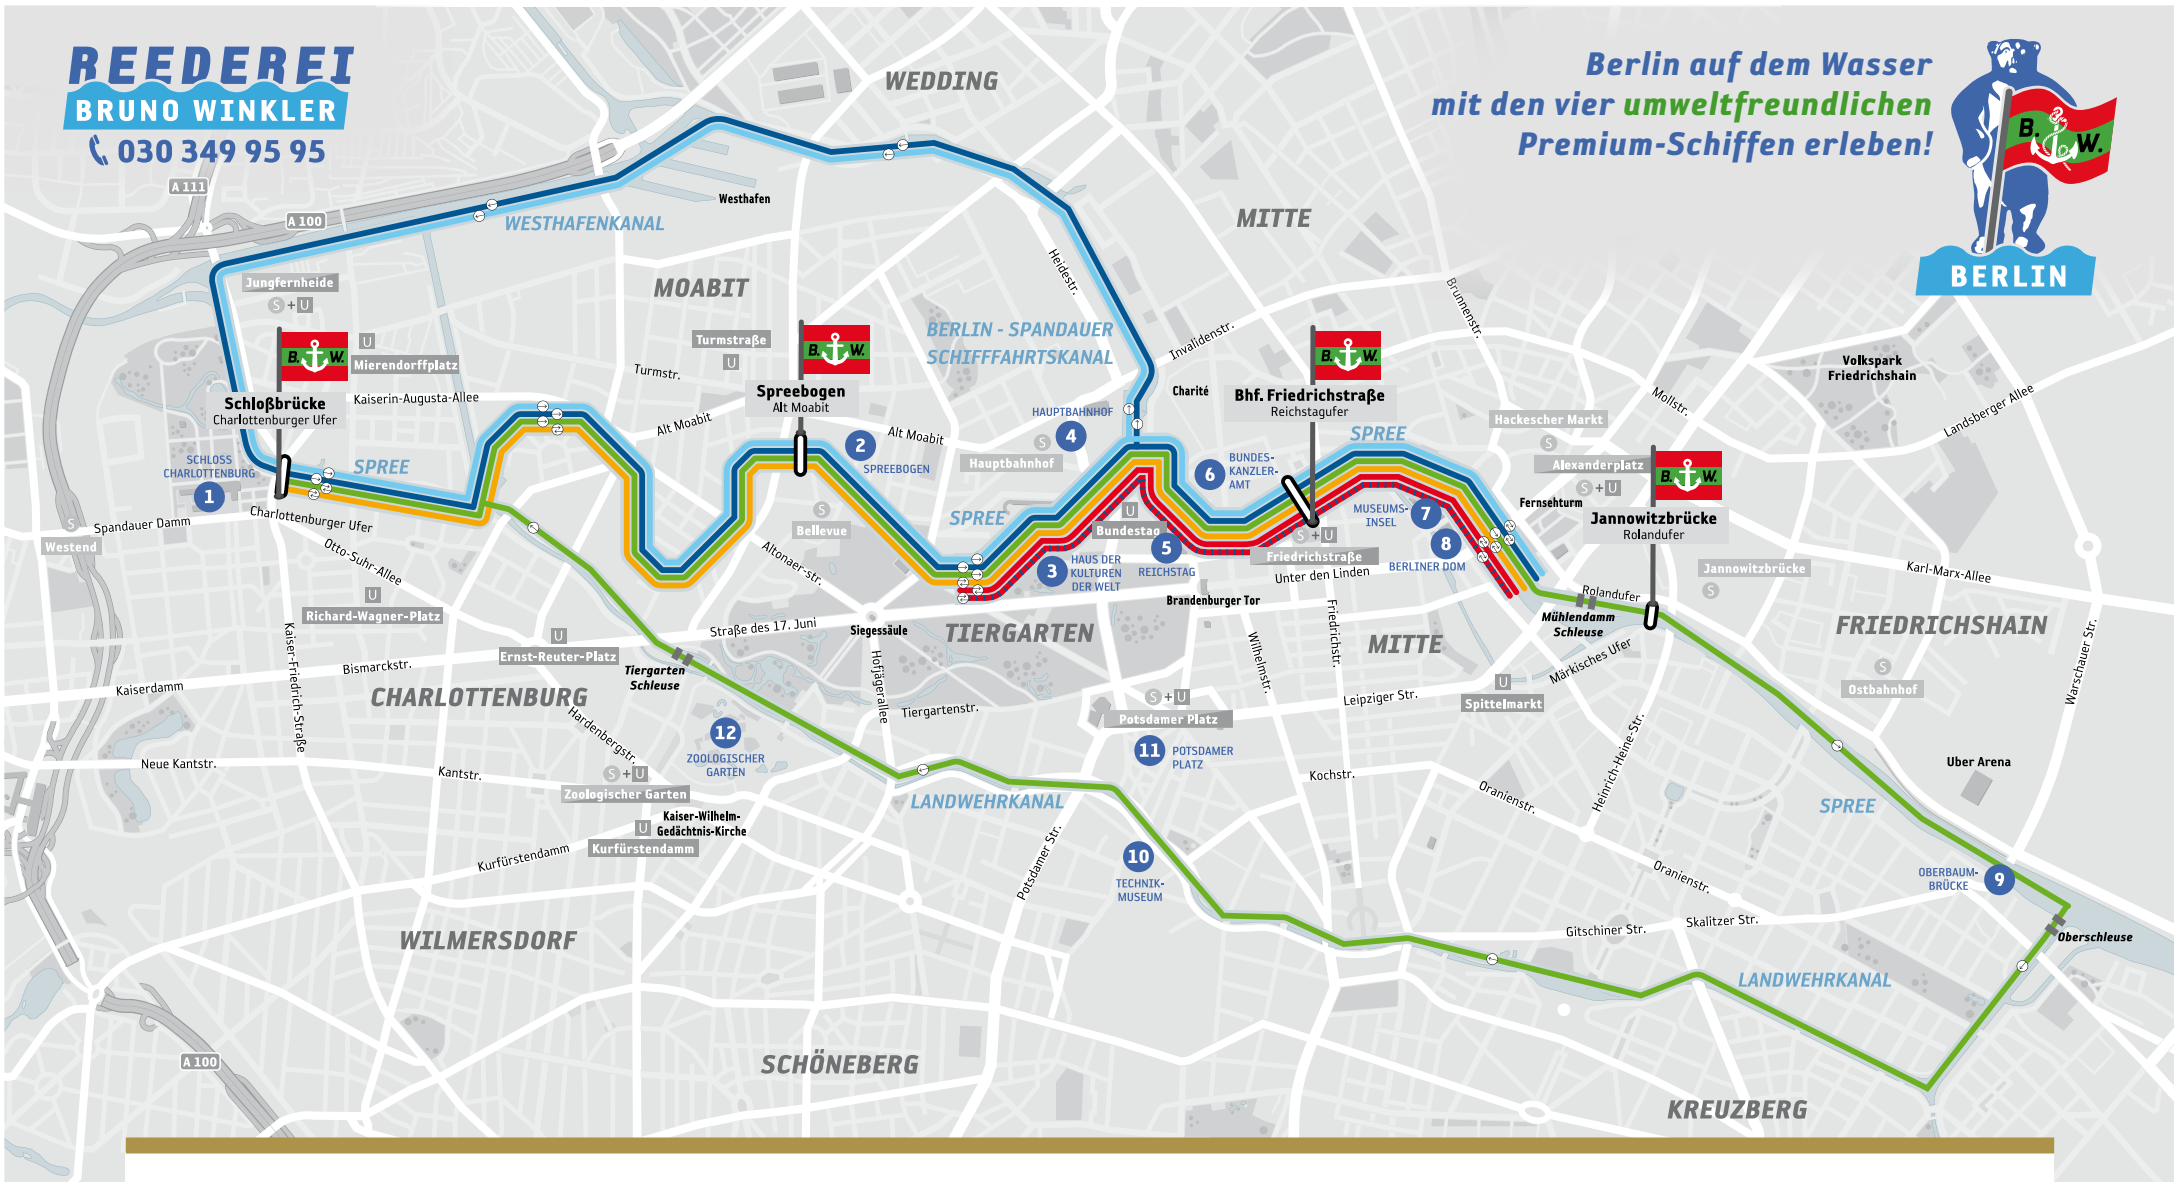 REEDEREI
BRUNO WINKLER
030 349 95 95
Berlin auf dem Wasser
mit den vier umweltfreundlichen
Premium-Schiffen erleben!
B. W.
BERLIN
WEDDING
A 111
A 100
Westhafen
WESTHAFENKANAL
MITTE
Jungfernheide
S + U
MOABIT
Heidestr.
Brunnenstr.
B. W.
U
Mierendorffplatz
Turmstraße
U
B. W.
BERLIN - SPANDAUER
SCHIFFFAHRTSKANAL
Invalidenstr.
B. W.
Volkspark
Friedrichshain
Turmstr.
Schloßbrücke
Charlottenburger Ufer
Kaiserin-Augusta-Allee
Spreebogen
Alt Moabit
Charité
Bhf. Friedrichstraße
Reichstagufer
Mollstr.
Landsberger Allee
HAUPTBAHNHOF
4
S
Hauptbahnhof
Alt Moabit
Alt Moabit
2
SPREEBOGEN
Hackescher Markt
S
SPREE
SCHLOSS
CHARLOTTENBURG
1
SPREE
6
BUNDES-
KANZLER-
AMT
Alexanderplatz
S + U
B. W.
Fernsehturm
Jannowitzbrücke
Rolandufer
Spandauer Damm
S
Westend
Charlottenburger Ufer
Otto-Suhr-Allee
S
Bellevue
SPREE
U
Bundestag
5
REICHSTAG
MUSEUMS-
INSEL
7
8
BERLINER DOM
S + U
Friedrichstraße
Unter den Linden
Altonaer-str.
3
HAUS DER
KULTUREN
DER WELT
Jannowitzbrücke
S
Karl-Marx-Allee
U
Richard-Wagner-Platz
Brandenburger Tor
Rolandufer
Mühlendamm
Schleuse
Kaiser-Friedrich-Straße
Straße des 17. Juni
Siegessäule
TIERGARTEN
Wilhelmstr.
Friedrichstr.
MITTE
Märkisches Ufer
FRIEDRICHSHAIN
Warschauer Str.
U
Ernst-Reuter-Platz
Bismarckstr.
Kaiserdamm
Tiergarten
Schleuse
CHARLOTTENBURG
Hofjägerallee
Tiergartenstr.
S + U
Potsdamer Platz
Leipziger Str.
U
Spittelmarkt
S
Ostbahnhof
Hardenbergstr.
12
ZOOLOGISCHER
GARTEN
11
POTSDAMER
PLATZ
Neue Kantstr.
Kantstr.
S + U
Zoologischer Garten
Kochstr.
Oranienstr.
Heinrich-Heine-Str.
Uber Arena
SPREE
LANDWEHRKANAL
Kaiser-Wilhelm-
Gedächtnis-Kirche
U
Kurfürstendamm
Kurfürstendamm
Potsdamer Str.
10
TECHNIK-
MUSEUM
Oranienstr.
OBERBAUM-
BRÜCKE
9
Gitschiner Str.
Skalitzer Str.
Oberschleuse
WILMERSDORF
LANDWEHRKANAL
A 100
SCHÖNEBERG
KREUZBERG